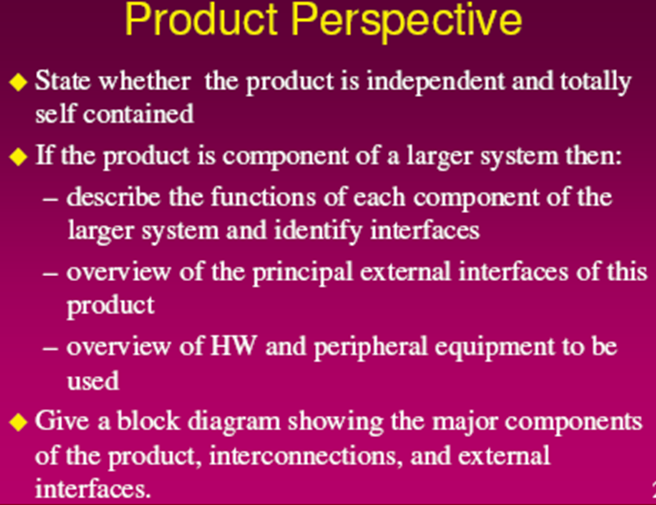 Product Perspective
◆ State whether the product is independent and totally
self contained
◆ If the product is component of a larger system then:
– describe the functions of each component of the
larger system and identify interfaces
– overview of the principal external interfaces of this
product
– overview of HW and peripheral equipment to be
used
◆ Give a block diagram showing the major components
of the product, interconnections, and external
interfaces.